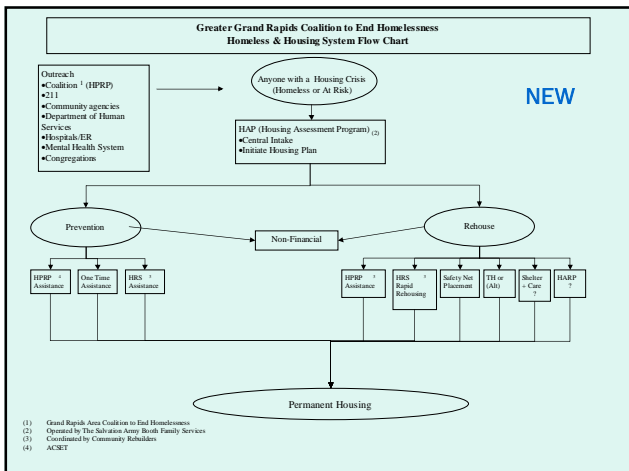 Greater Grand Rapids Coalition to End Homelessness
Homeless & Housing System Flow Chart
Outreach
•Coalition 1 (HPRP)
•211
•Community agencies
•Department of Human
Services
•Hospitals/ER
•Mental Health System
•Congregations
Anyone with a Housing Crisis
(Homeless or At Risk)
NEW
HAP (Housing Assessment Program) (2)
•Central Intake
•Initiate Housing Plan
Prevention
Non-Financial
Rehouse
HPRP 4
Assistance
One Time
Assistance
HRS 3
Assistance
HPRP
Assistance
HRS 3
Rapid
Rehousing
Safety Net
Placement
TH or
(Alt)
Shelter
+ Care
?
HARP
?
Permanent Housing
(1) Grand Rapids Area Coalition to End Homelessness
(2) Operated by The Salvation Army Booth Family Services
(3) Coordinated by Community Rebuilders
(4) ACSET